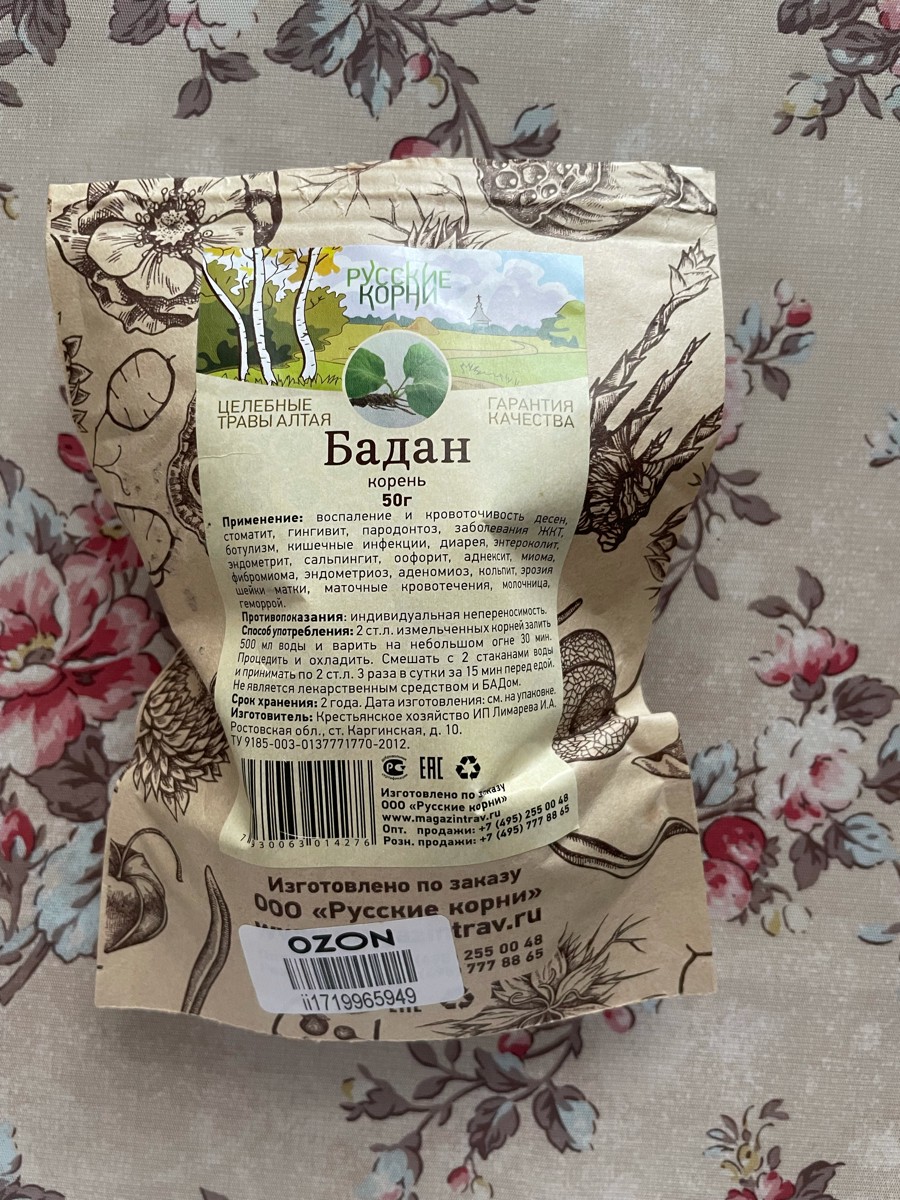 РУССКИЕ
КОРНИ
ЦЕЛЕБНЫЕ
ТРАВЫ АЛТАЯ
ГАРАНТИЯ
КАЧЕСТВА
Бадан
корень
50г
Применение: воспаление и кровоточивость десен,
стоматит, гингивит, пародонтоз, заболевания ЖКТ,
ботулизм, кишечные инфекции, диарея, энтероколит,
эндометрит, сальпингит, оофорит, аднексит, миома,
фибромиома, эндометриоз, аденомиоз, кольпит, эрозия
шейки матки, маточные кровотечения, молочница,
геморрой.
Противопоказания: индивидуальная непереносимость.
Способ употребления: 2 ст.л. измельченных корней залить
500 мл воды и варить на небольшом огне 30 мин.
Процедить и охладить. Смешать с 2 стаканами воды
и принимать по 2 ст.л. 3 раза в сутки за 15 мин перед едой.
Не является лекарственным средством и БАДом.
Срок хранения: 2 года. Дата изготовления: см. на упаковке.
Изготовитель: Крестьянское хозяйство ИП Лимарева И.А.
Ростовская обл., ст. Каргинская, д. 10.
ТУ 9185-003-0137771770-2012.
РСТ ЕАС
Изготовлено по заказу
ООО «Русские корни»
www.magazintrav.ru
Опт. продажи: +7 (495) 255 00 48
Розн. продажи: +7 (495) 777 88 65
7 930063 014276
Изготовлено по заказу
ООО «Русские корни»
trav.ru
255 00 48
777 88 65
OZON
ii1719965949